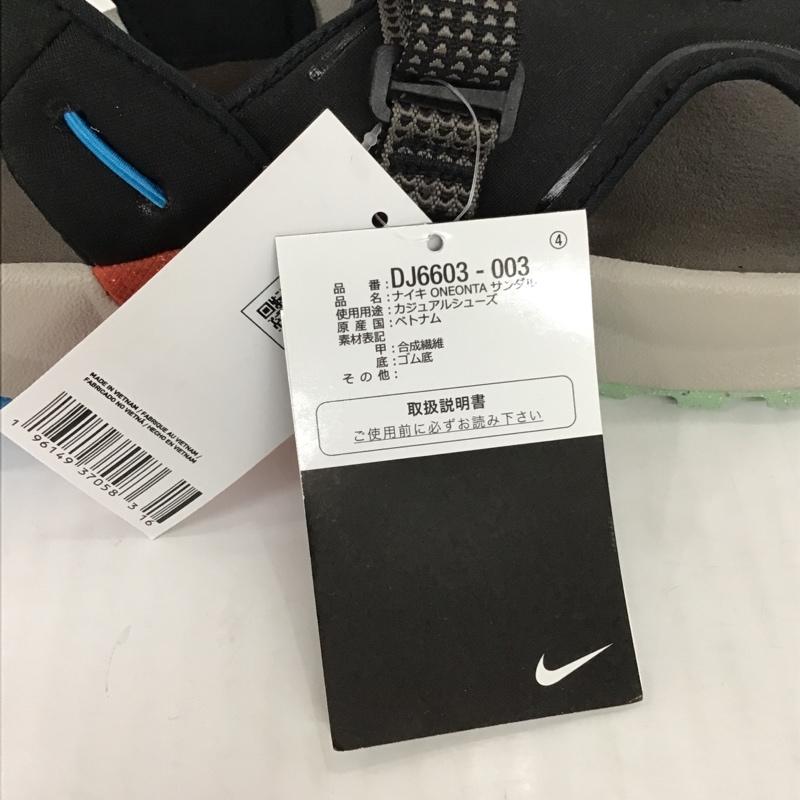 ④
品番：DJ6603 - 003
品名：ナイキ ONEONTA サンダル
使用用途：カジュアルシューズ
原産国：ベトナム
素材表記
甲：合成繊維
底：ゴム底
その他：
取扱説明書
ご使用前に必ずお読み下さい
MADE IN VIETNAM / FABRIQUE AU VIETNAM /
FABRICADO NO VIETNÃ / HECHO EN VIETNAM
1 96149 37058 3 16